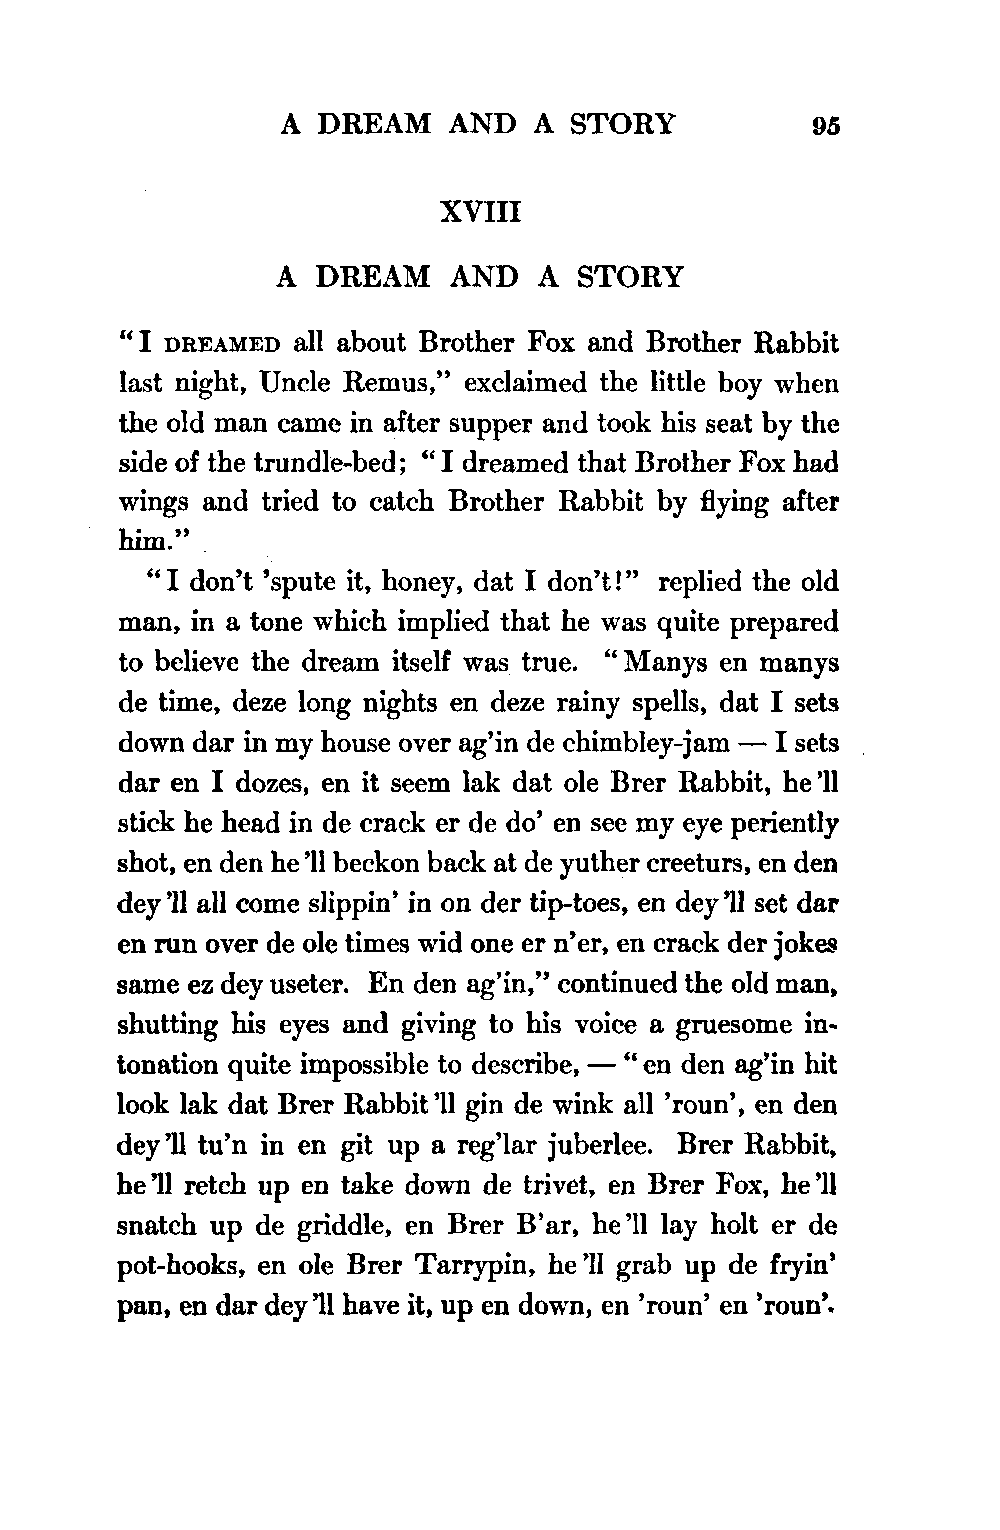 A DREAM AND A STORY 95
XVIII
A DREAM AND A STORY
“I DREAMED all about Brother Fox and Brother Rabbit
last night, Uncle Remus,” exclaimed the little boy when
the old man came in after supper and took his seat by the
side of the trundle-bed; “I dreamed that Brother Fox had
wings and tried to catch Brother Rabbit by flying after
him.”
“I don’t ’spute it, honey, dat I don’t!” replied the old
man, in a tone which implied that he was quite prepared
to believe the dream itself was true. “Manys en manys
de time, deze long nights en deze rainy spells, dat I sets
down dar in my house over ag’in de chimbley-jam — I sets
dar en I dozes, en it seem lak dat ole Brer Rabbit, he’ll
stick he head in de crack er de do’ en see my eye periently
shot, en den he’ll beckon back at de yuther creeturs, en den
dey’ll all come slippin’ in on der tip-toes, en dey’ll set dar
en run over de ole times wid one er n’er, en crack der jokes
same ez dey useter. En den ag’in,” continued the old man,
shutting his eyes and giving to his voice a gruesome in-
tonation quite impossible to describe, — “en den ag’in hit
look lak dat Brer Rabbit’ll gin de wink all ’roun’, en den
dey’ll tu’n in en git up a reg’lar juberlee. Brer Rabbit,
he’ll retch up en take down de trivet, en Brer Fox, he’ll
snatch up de griddle, en Brer B’ar, he’ll lay holt er de
pot-hooks, en ole Brer Tarrypin, he’ll grab up de fryin’
pan, en dar dey’ll have it, up en down, en ’roun’ en ’roun’.